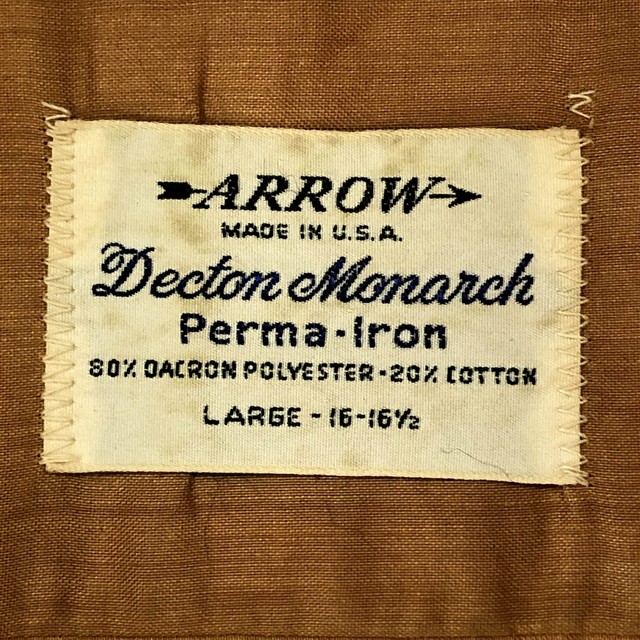 ARROW
MADE IN U.S.A.
Decton Monarch
Perma-Iron
80% DACRON POLYESTER-20% COTTON
LARGE - 16-16½